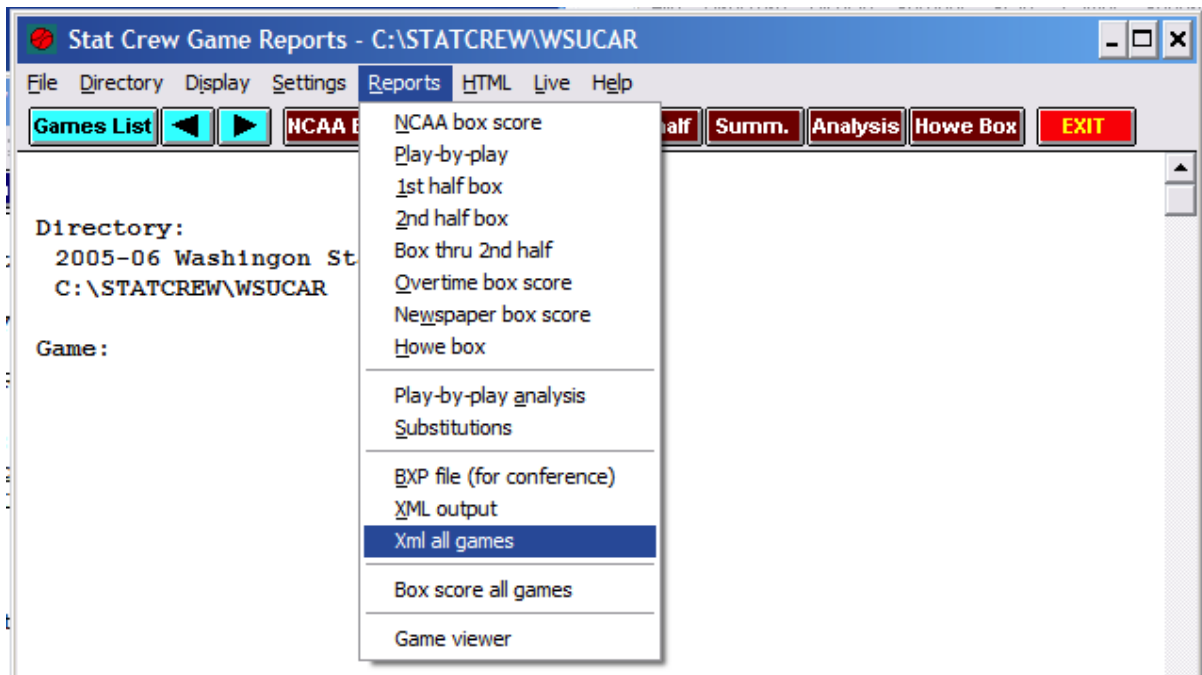 Stat Crew Game Reports - C:\STATCREW\WSUCAR
File Directory Display Settings Reports HTML Live Help
Games List NCAA Summ. Analysis Howe Box EXIT
NCAA box score
Play-by-play
1st half box
2nd half box
Box thru 2nd half
Overtime box score
Newspaper box score
Howe box
Play-by-play analysis
Substitutions
BXP file (for conference)
XML output
Xml all games
Box score all games
Game viewer
Directory:
2005-06 Washingon
C:\STATCREW\WSUCAR
Game: